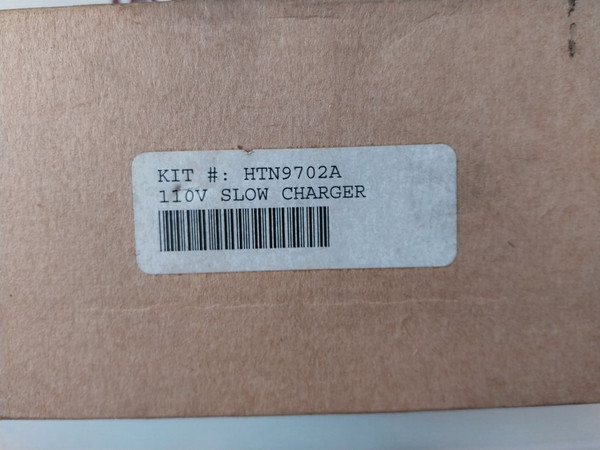 KIT #: HTN9702A
110V SLOW CHARGER